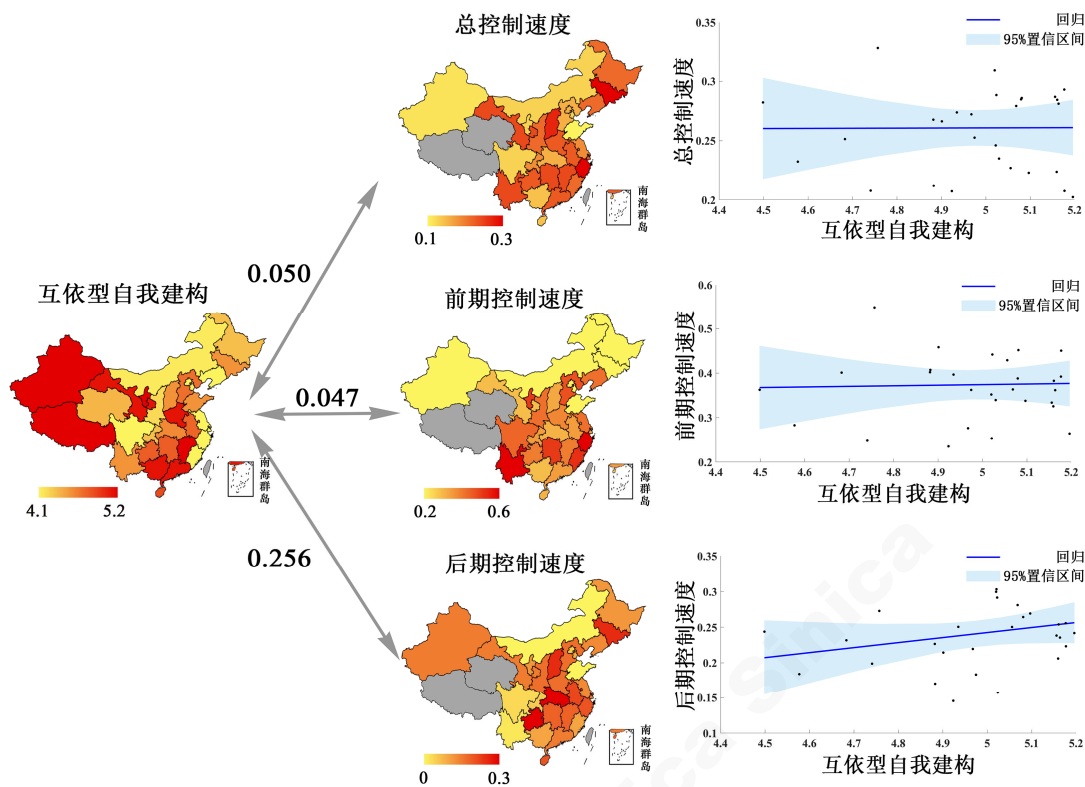 总控制速度
0.1 0.3
南海群岛
0.35
0.3
0.25
0.2
4.4 4.5 4.6 4.7 4.8 4.9 5 5.1 5.2
总控制速度
互依型自我建构
回归
95%置信区间
0.050
互依型自我建构
4.1 5.2
南海群岛
0.047
前期控制速度
0.2 0.6
南海群岛
0.6
0.5
0.4
0.3
0.2
4.4 4.5 4.6 4.7 4.8 4.9 5 5.1 5.2
前期控制速度
互依型自我建构
回归
95%置信区间
0.256
后期控制速度
0 0.3
南海群岛
0.35
0.3
0.25
0.2
0.15
0.1
4.4 4.5 4.6 4.7 4.8 4.9 5 5.1 5.2
后期控制速度
互依型自我建构
回归
95%置信区间
ica Sinica